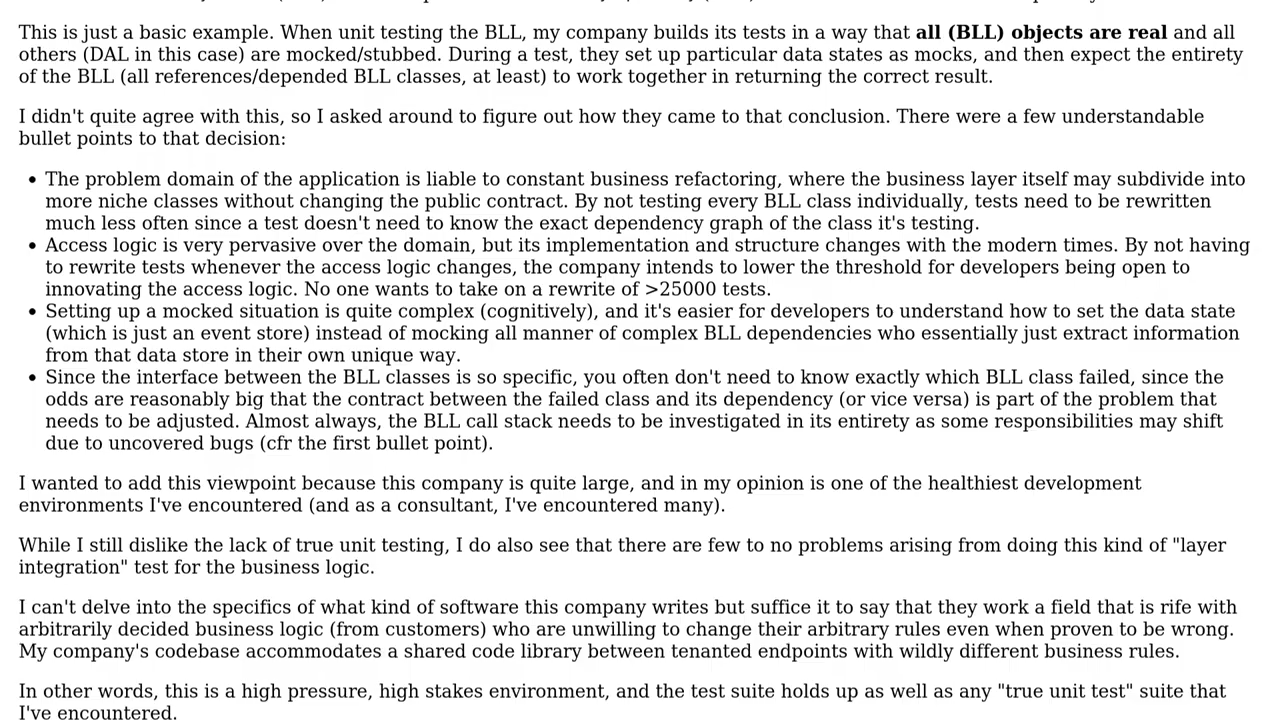 This is just a basic example. When unit testing the BLL, my company builds its tests in a way that all (BLL) objects are real and all
others (DAL in this case) are mocked/stubbed. During a test, they set up particular data states as mocks, and then expect the entirety
of the BLL (all references/depended BLL classes, at least) to work together in returning the correct result.
I didn't quite agree with this, so I asked around to figure out how they came to that conclusion. There were a few understandable
bullet points to that decision:
• The problem domain of the application is liable to constant business refactoring, where the business layer itself may subdivide into
more niche classes without changing the public contract. By not testing every BLL class individually, tests need to be rewritten
much less often since a test doesn't need to know the exact dependency graph of the class it's testing.
• Access logic is very pervasive over the domain, but its implementation and structure changes with the modern times. By not having
to rewrite tests whenever the access logic changes, the company intends to lower the threshold for developers being open to
innovating the access logic. No one wants to take on a rewrite of >25000 tests.
• Setting up a mocked situation is quite complex (cognitively), and it's easier for developers to understand how to set the data state
(which is just an event store) instead of mocking all manner of complex BLL dependencies who essentially just extract information
from that data store in their own unique way.
• Since the interface between the BLL classes is so specific, you often don't need to know exactly which BLL class failed, since the
odds are reasonably big that the contract between the failed class and its dependency (or vice versa) is part of the problem that
needs to be adjusted. Almost always, the BLL call stack needs to be investigated in its entirety as some responsibilities may shift
due to uncovered bugs (cfr the first bullet point).
I wanted to add this viewpoint because this company is quite large, and in my opinion is one of the healthiest development
environments I've encountered (and as a consultant, I've encountered many).
While I still dislike the lack of true unit testing, I do also see that there are few to no problems arising from doing this kind of "layer
integration" test for the business logic.
I can't delve into the specifics of what kind of software this company writes but suffice it to say that they work a field that is rife with
arbitrarily decided business logic (from customers) who are unwilling to change their arbitrary rules even when proven to be wrong.
My company's codebase accommodates a shared code library between tenanted endpoints with wildly different business rules.
In other words, this is a high pressure, high stakes environment, and the test suite holds up as well as any "true unit test" suite that
I've encountered.